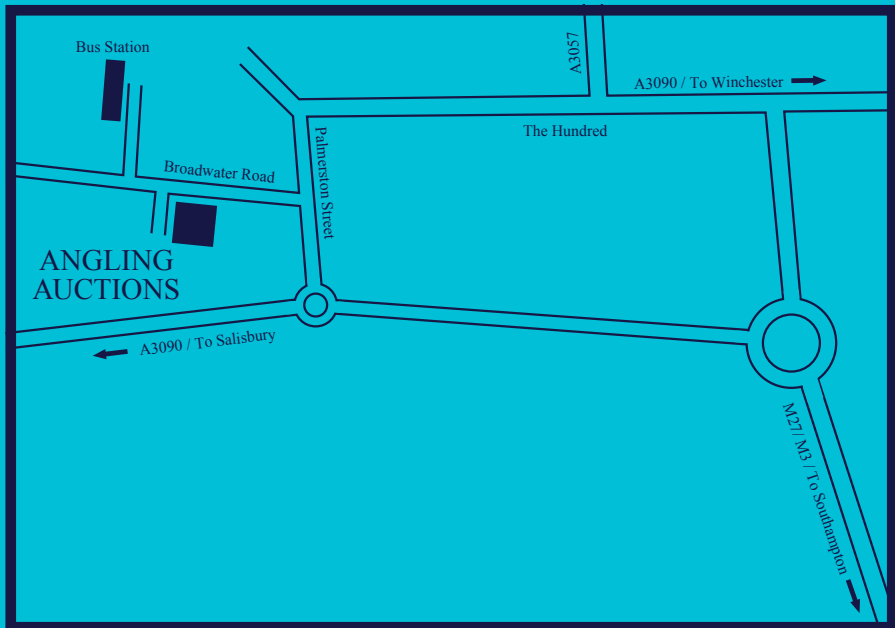 Bus Station
A3057
A3090 / To Winchester
The Hundred
Palmerston Street
Broadwater Road
ANGLING
AUCTIONS
A3090 / To Salisbury
M27/ M3 / To Southampton